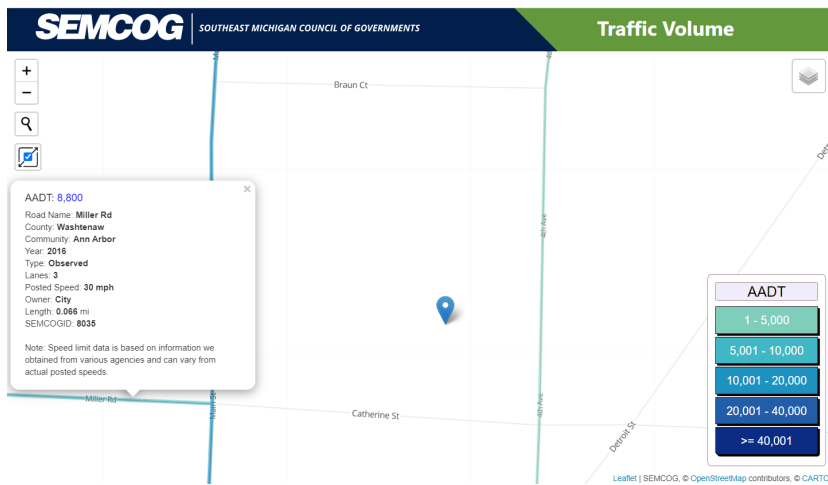 SEMCOG
SOUTHEAST MICHIGAN COUNCIL OF GOVERNMENTS
Traffic Volume
+
−
Braun Ct
4th Ave
AADT: 8,800
×
Road Name: Miller Rd
County: Washtenaw
Community: Ann Arbor
Year: 2016
Type: Observed
Lanes: 3
Posted Speed: 30 mph
Owner: City
Length: 0.066 mi
SEMCOGID: 8035
Note: Speed limit data is based on information we
obtained from various agencies and can vary from
actual posted speeds.
Miller Rd
Main St
Catherine St
4th Ave
Detroit St
AADT
1 - 5,000
5,001 - 10,000
10,001 - 20,000
20,001 - 40,000
>= 40,001
Leaflet | SEMCOG, © OpenStreetMap contributors, © CARTO